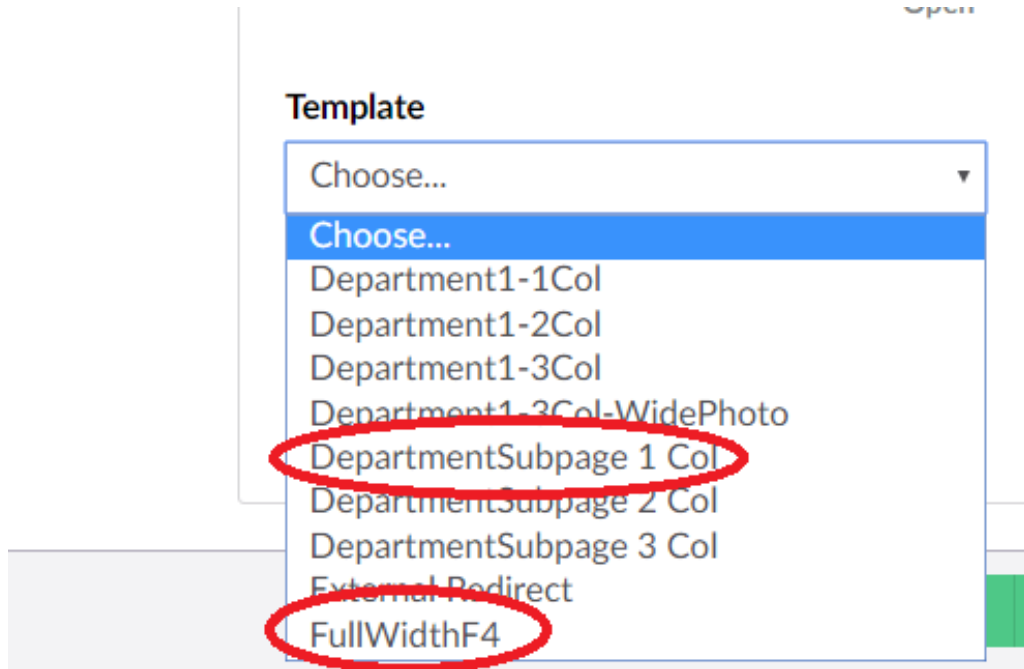 Open
Template
Choose...
Choose...
Department1-1Col
Department1-2Col
Department1-3Col
Department1-3Col-WidePhoto
DepartmentSubpage 1 Col
DepartmentSubpage 2 Col
DepartmentSubpage 3 Col
External Redirect
FullWidthF4